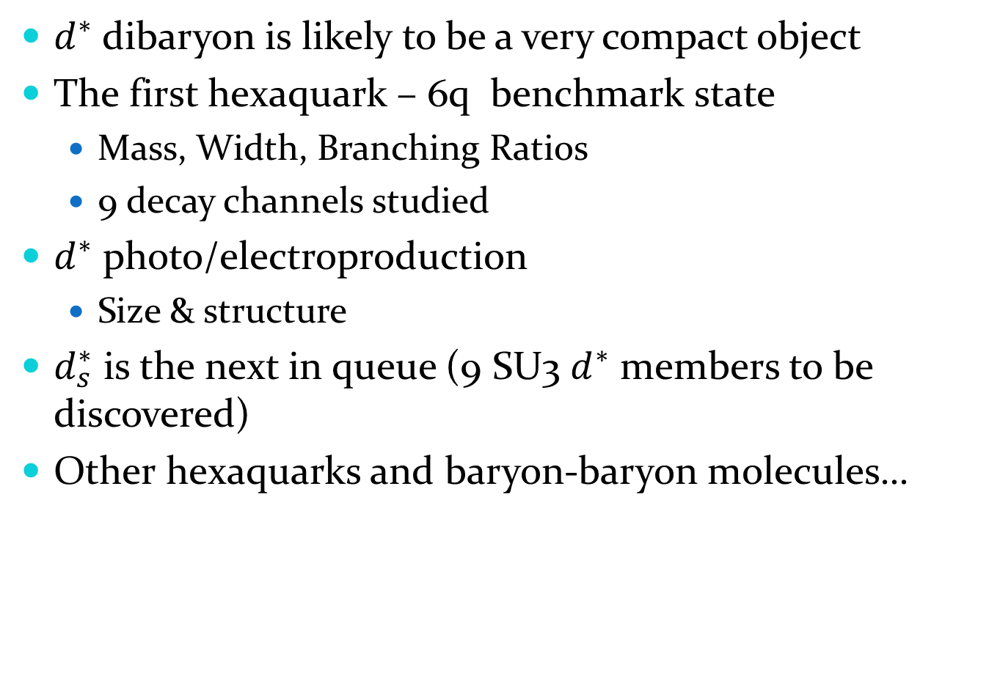 • d* dibaryon is likely to be a very compact object
• The first hexaquark – 6q benchmark state
• Mass, Width, Branching Ratios
• 9 decay channels studied
• d* photo/electroproduction
• Size & structure
• d*ₛ is the next in queue (9 SU3 d* members to be
discovered)
• Other hexaquarks and baryon-baryon molecules...